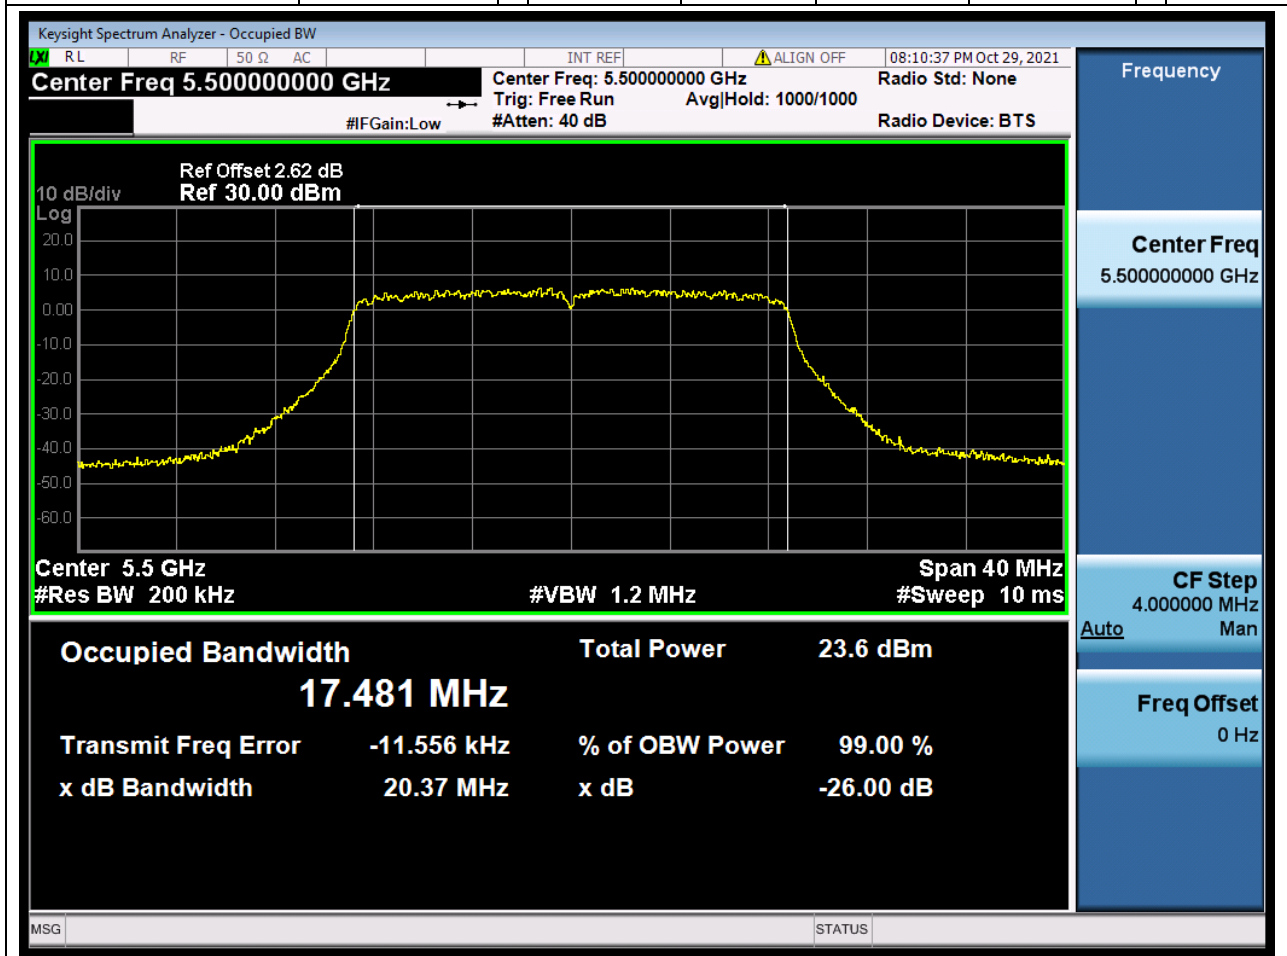 Keysight Spectrum Analyzer - Occupied BW
LXI RL RF 50 Ω AC INT REF ALIGN OFF 08:10:37 PM Oct 29, 2021
Center Freq 5.500000000 GHz
Center Freq: 5.500000000 GHz Radio Std: None
Trig: Free Run Avg|Hold: 1000/1000
#IFGain:Low #Atten: 40 dB Radio Device: BTS
Ref Offset 2.62 dB
10 dB/div Ref 30.00 dBm
Log
20.0
10.0
0.00
-10.0
-20.0
-30.0
-40.0
-50.0
-60.0
Center 5.5 GHz Span 40 MHz
#Res BW 200 kHz #VBW 1.2 MHz #Sweep 10 ms
Occupied Bandwidth Total Power 23.6 dBm
17.481 MHz
Transmit Freq Error -11.556 kHz % of OBW Power 99.00 %
x dB Bandwidth 20.37 MHz x dB -26.00 dB
Frequency
Center Freq
5.500000000 GHz
CF Step
4.000000 MHz
Auto Man
Freq Offset
0 Hz
MSG STATUS